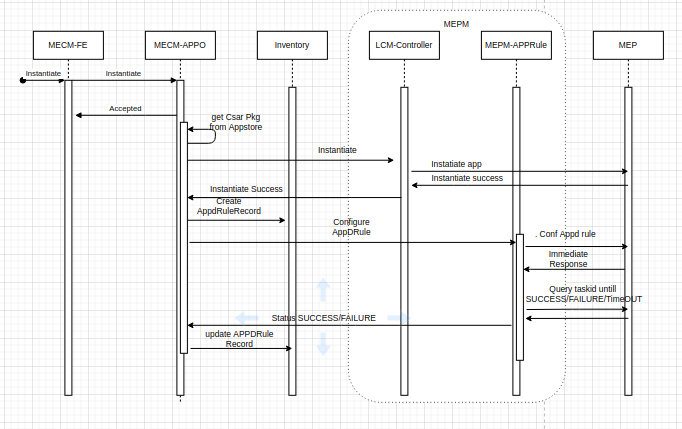 MEPM
MECM-FE
MECM-APPO
Inventory
LCM-Controller
MEPM-APPRule
MEP
Instantiate
Instantiate
Accepted
get Csar Pkg
from Appstore
Instantiate
Instatiate app
Instantiate success
Instantiate Success
Create
AppdRuleRecord
Configure
AppDRule
. Conf Appd rule
Immediate
Response
Query taskid untill
SUCCESS/FAILURE/TimeOUT
Status SUCCESS/FAILURE
update APPDRule
Record